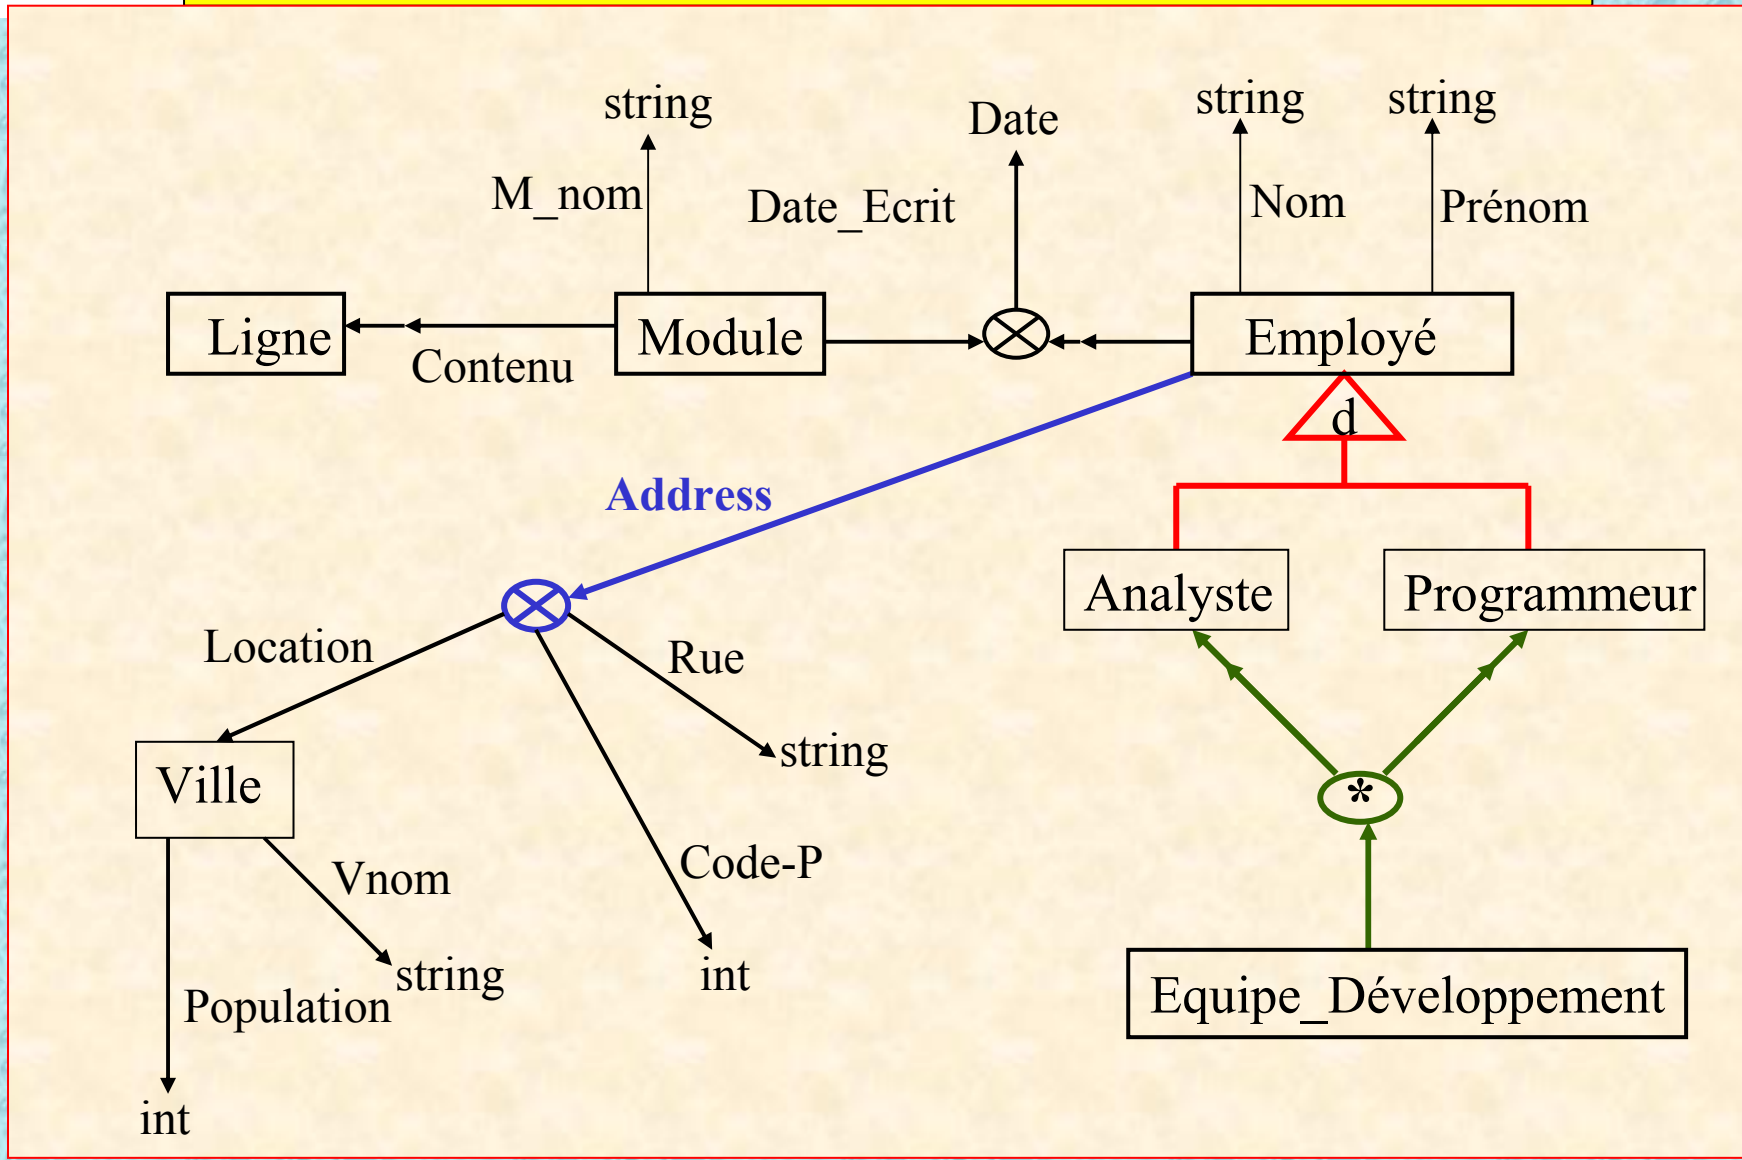 string
Date
string
string
M_nom
Date_Ecrit
Nom
Prénom
Ligne
Contenu
Module
Employé
d
Address
Analyste
Programmeur
Location
Rue
string
Ville
*
Vnom
Code-P
string
int
Population
Equipe_Développement
int